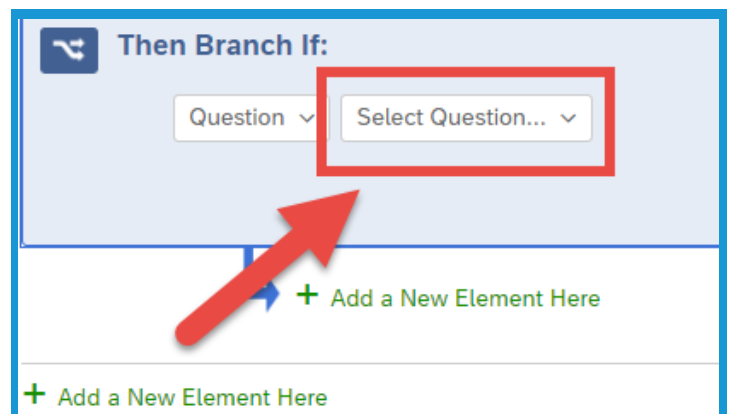 Then Branch If:
Question Select Question...
+ Add a New Element Here
+ Add a New Element Here